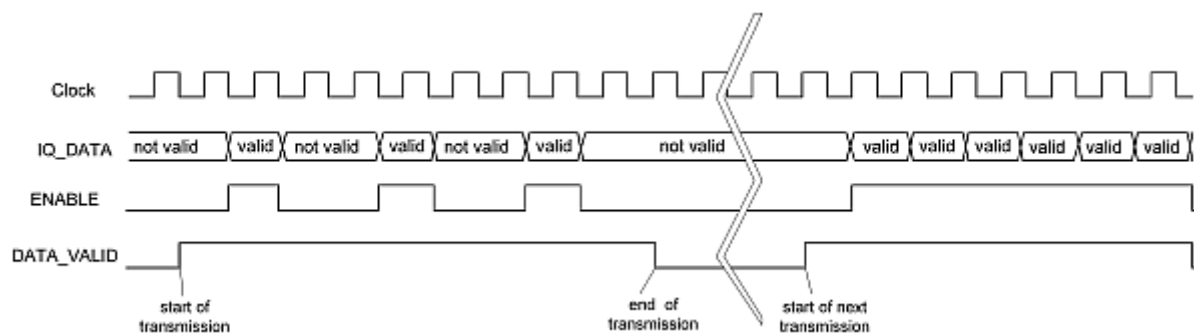 Clock
IQ_DATA
not valid valid not valid valid not valid valid not valid valid valid valid valid valid valid
ENABLE
DATA_VALID
start of
transmission
end of
transmission
start of next
transmission